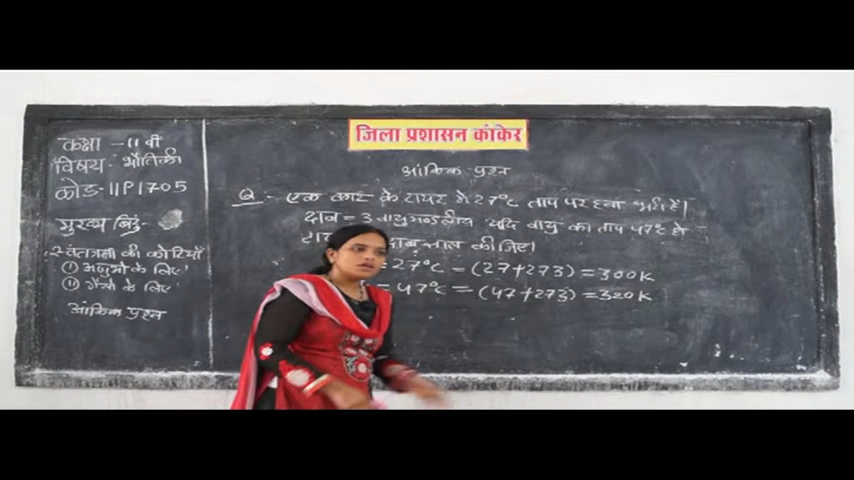 जिला प्रशासन कांकेर
कक्षा - 11 वी
विषय - भौतिकी
कोड - 11P1705
मुख्य बिंदु -
स्वतंत्रता की कोटियाँ
(i) अणुओं के लिए
(ii) गैसों के लिए
आंकिक प्रश्न
आंकिक प्रश्न
Q - एक कार के टायर में 27°C ताप पर हवा भरी है।
दाब = 3 वायुमण्डलीय यदि वायु का ताप 47°C हो
दाब ज्ञात कीजिए।
= 27°C = (27+273) = 300K
= 47°C = (47+273) = 320K